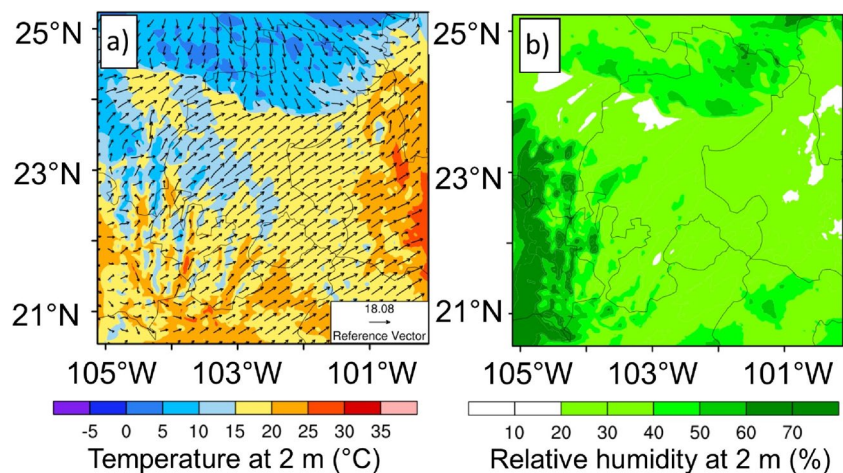 a)
25°N
23°N
21°N
18.08
Reference Vector
105°W 103°W 101°W
-5 0 5 10 15 20 25 30 35
Temperature at 2 m (°C)
b)
25°N
23°N
21°N
105°W 103°W 101°W
10 20 30 40 50 60 70
Relative humidity at 2 m (%)